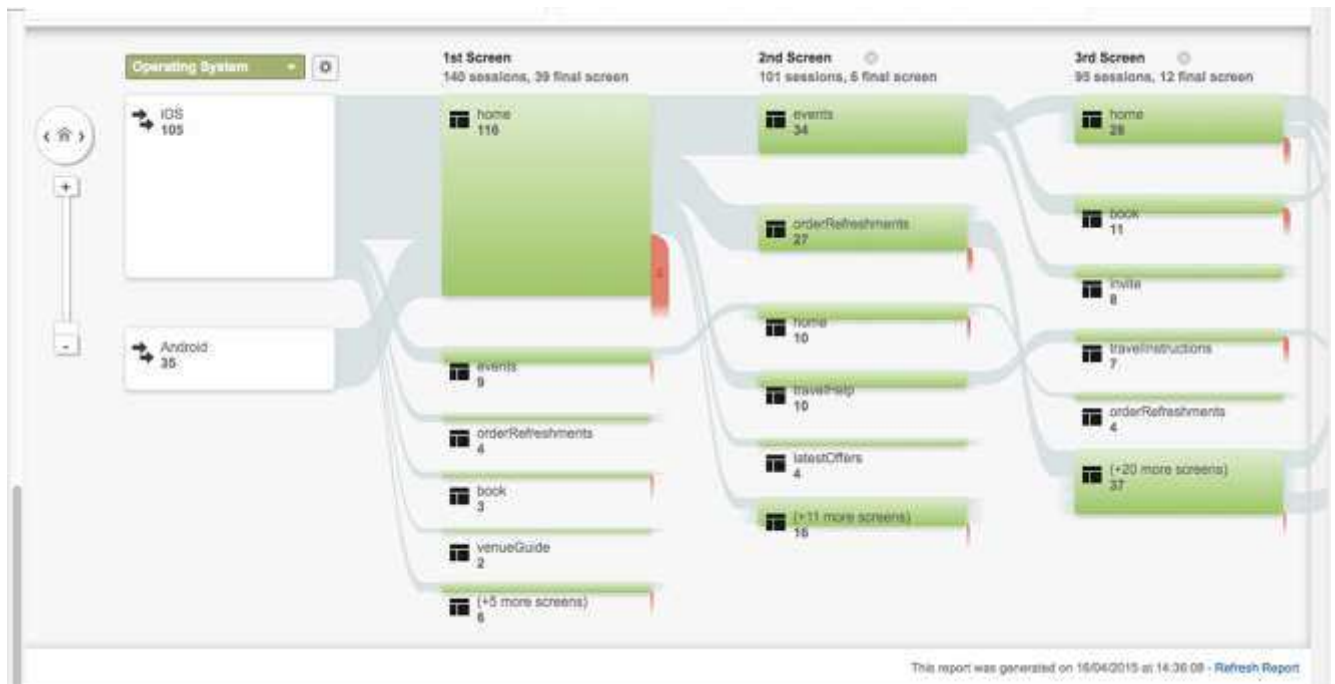 Operating System
1st Screen
140 sessions, 39 final screen
2nd Screen
101 sessions, 6 final screen
3rd Screen
95 sessions, 12 final screen
iOS
105
Android
35
home
116
events
9
orderRefreshments
4
book
3
venueGuide
2
(+5 more screens)
6
events
34
orderRefreshments
27
home
10
travelHelp
10
latestOffers
4
(+11 more screens)
16
home
28
book
11
invite
8
travelInstructions
7
orderRefreshments
4
(+20 more screens)
37
This report was generated on 16/04/2015 at 14:36:09 - Refresh Report